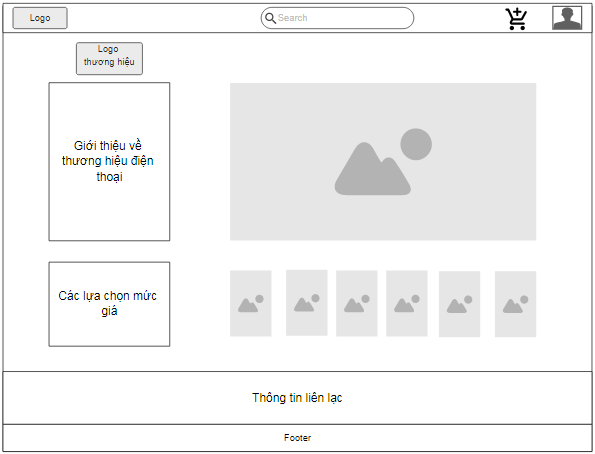 Logo
Search
Logo
thương hiệu
Giới thiệu về
thương hiệu điện
thoại
Các lựa chọn mức
giá
Thông tin liên lạc
Footer